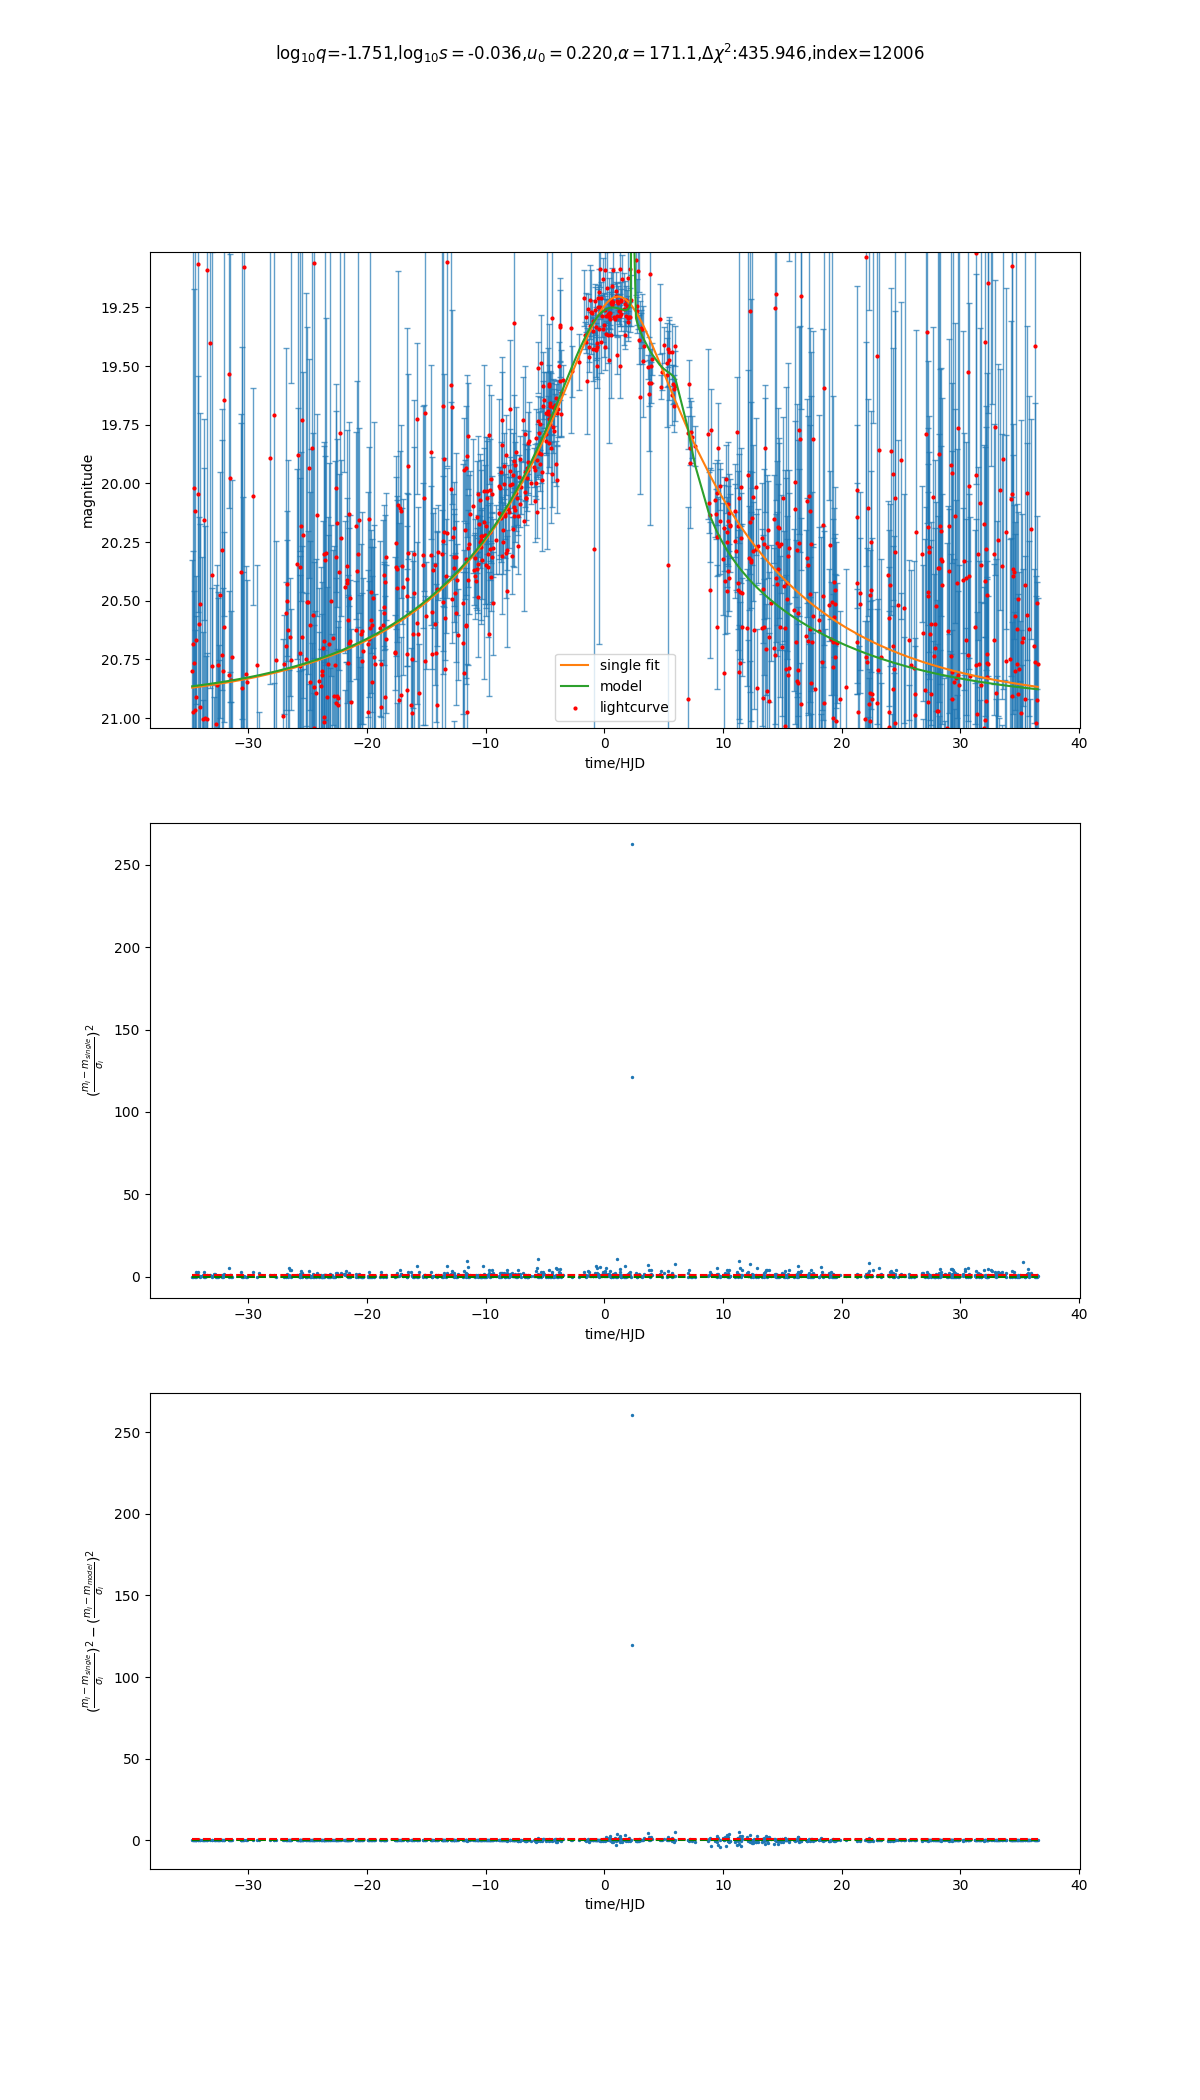 log₁₀q=-1.751,log₁₀s = -0.036,u₀ = 0.220,α = 171.1,Δχ²:435.946,index=12006
19.25
19.50
19.75
20.00
20.25
20.50
20.75
21.00
magnitude
single fit
model
lightcurve
−30 −20 −10 0 10 20 30 40
time/HJD
250
200
150
100
50
0
(mᵢ − m_single / σᵢ)²
−30 −20 −10 0 10 20 30 40
time/HJD
250
200
150
100
50
0
(mᵢ − m_single / σᵢ)² − (mᵢ − m_model / σᵢ)²
−30 −20 −10 0 10 20 30 40
time/HJD